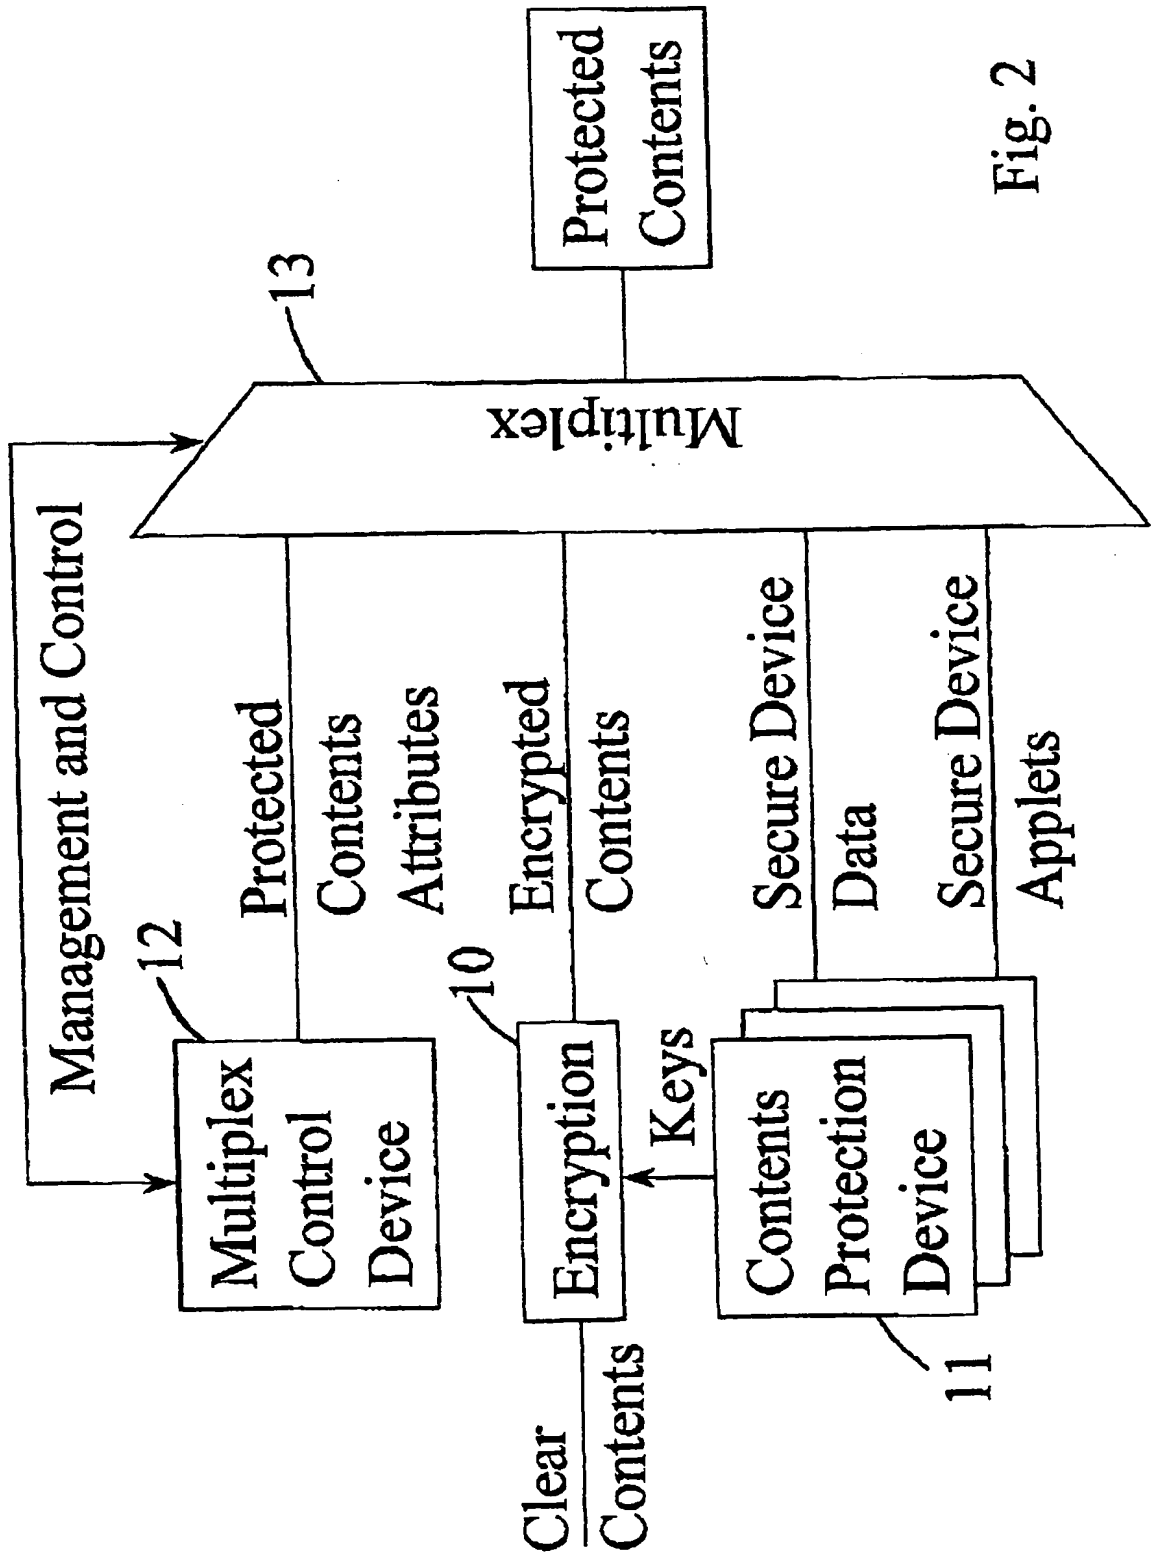 Management and Control
12
Multiplex
Control
Device
Protected
Contents
Attributes
13
Multiplex
Protected
Contents
Clear
Contents
10
Encryption
Encrypted
Contents
Keys
Contents
Protection
Device
11
Secure Device
Data
Secure Device
Applets
Fig. 2